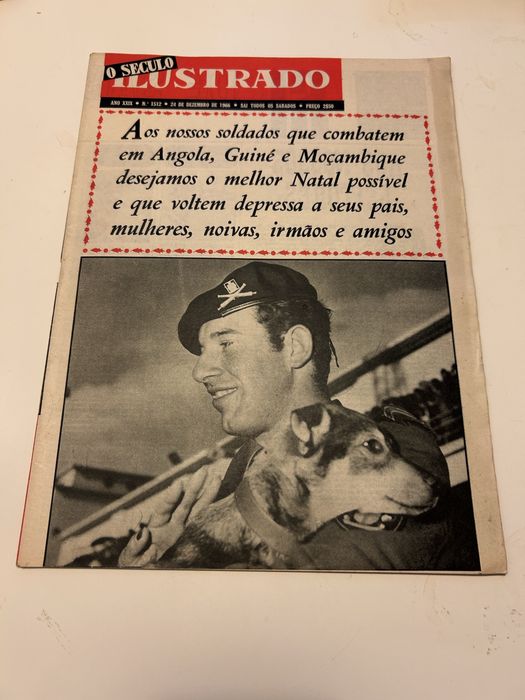 O SECULO
ILUSTRADO
ANO XXIX • N.º 1512 • 24 DE DEZEMBRO DE 1966 • SAI TODOS OS SÁBADOS • PREÇO 2$50
Aos nossos soldados que combatem
em Angola, Guiné e Moçambique
desejamos o melhor Natal possível
e que voltem depressa a seus pais,
mulheres, noivas, irmãos e amigos